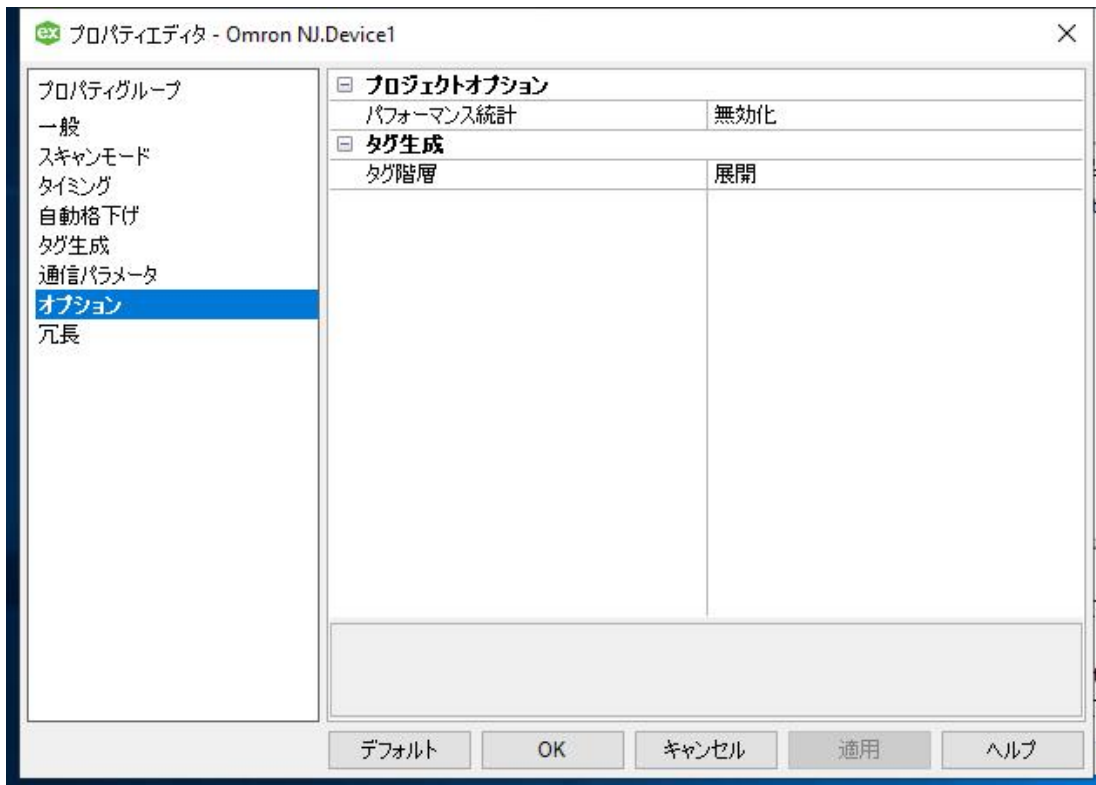 ex プロパティエディタ - Omron NJ.Device1
プロパティグループ
一般
スキャンモード
タイミング
自動格下げ
タグ生成
通信パラメータ
オプション
冗長
プロジェクトオプション
パフォーマンス統計 無効化
タグ生成
タグ階層 展開
デフォルト OK キャンセル 適用 ヘルプ